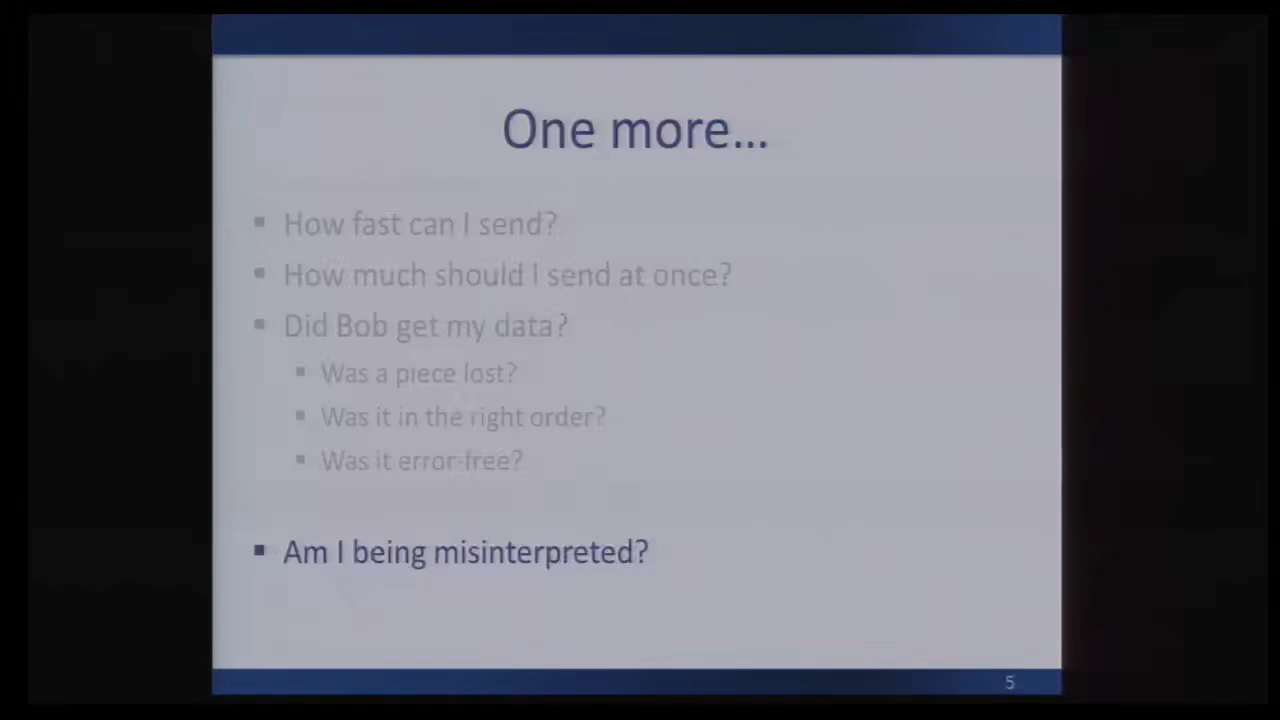 One more...
▪ How fast can I send?
▪ How much should I send at once?
▪ Did Bob get my data?
▪ Was a piece lost?
▪ Was it in the right order?
▪ Was it error-free?
▪ Am I being misinterpreted?
5